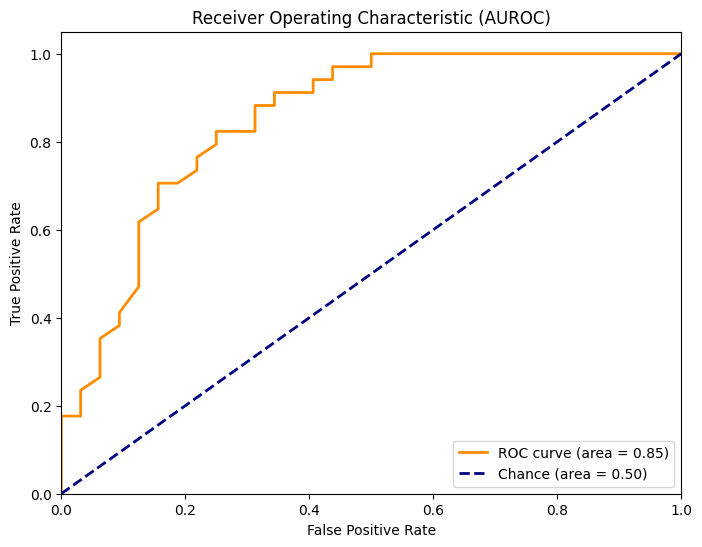 Receiver Operating Characteristic (AUROC)
1.0
0.8
0.6
0.4
0.2
0.0
True Positive Rate
0.0 0.2 0.4 0.6 0.8 1.0
False Positive Rate
ROC curve (area = 0.85)
Chance (area = 0.50)